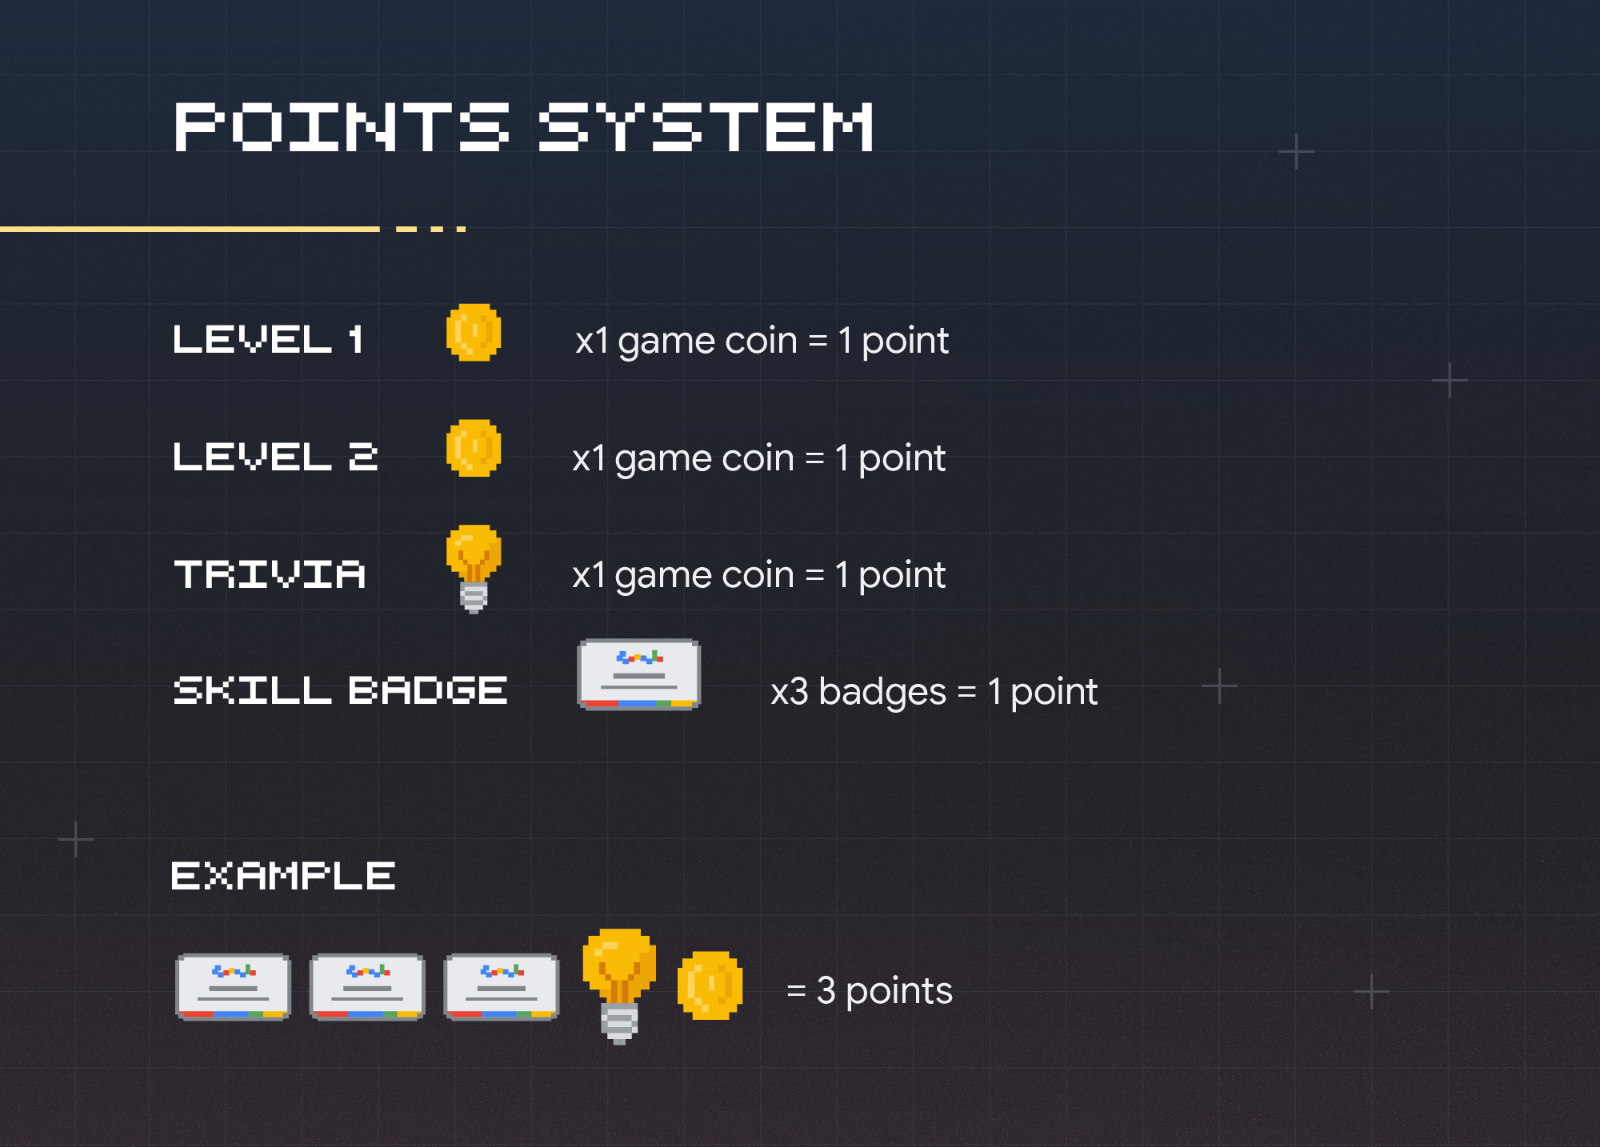 POINTS SYSTEM
LEVEL 1 x1 game coin = 1 point
LEVEL 2 x1 game coin = 1 point
TRIVIA x1 game coin = 1 point
SKILL BADGE x3 badges = 1 point
EXAMPLE
= 3 points